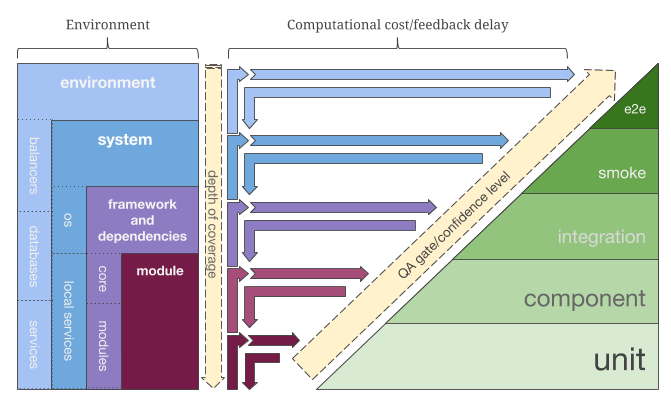 Environment
Computational cost/feedback delay
environment
system
framework
and
dependencies
module
balancers
databases
services
os
local services
core
modules
depth of coverage
QA gate/confidence level
e2e
smoke
integration
component
unit